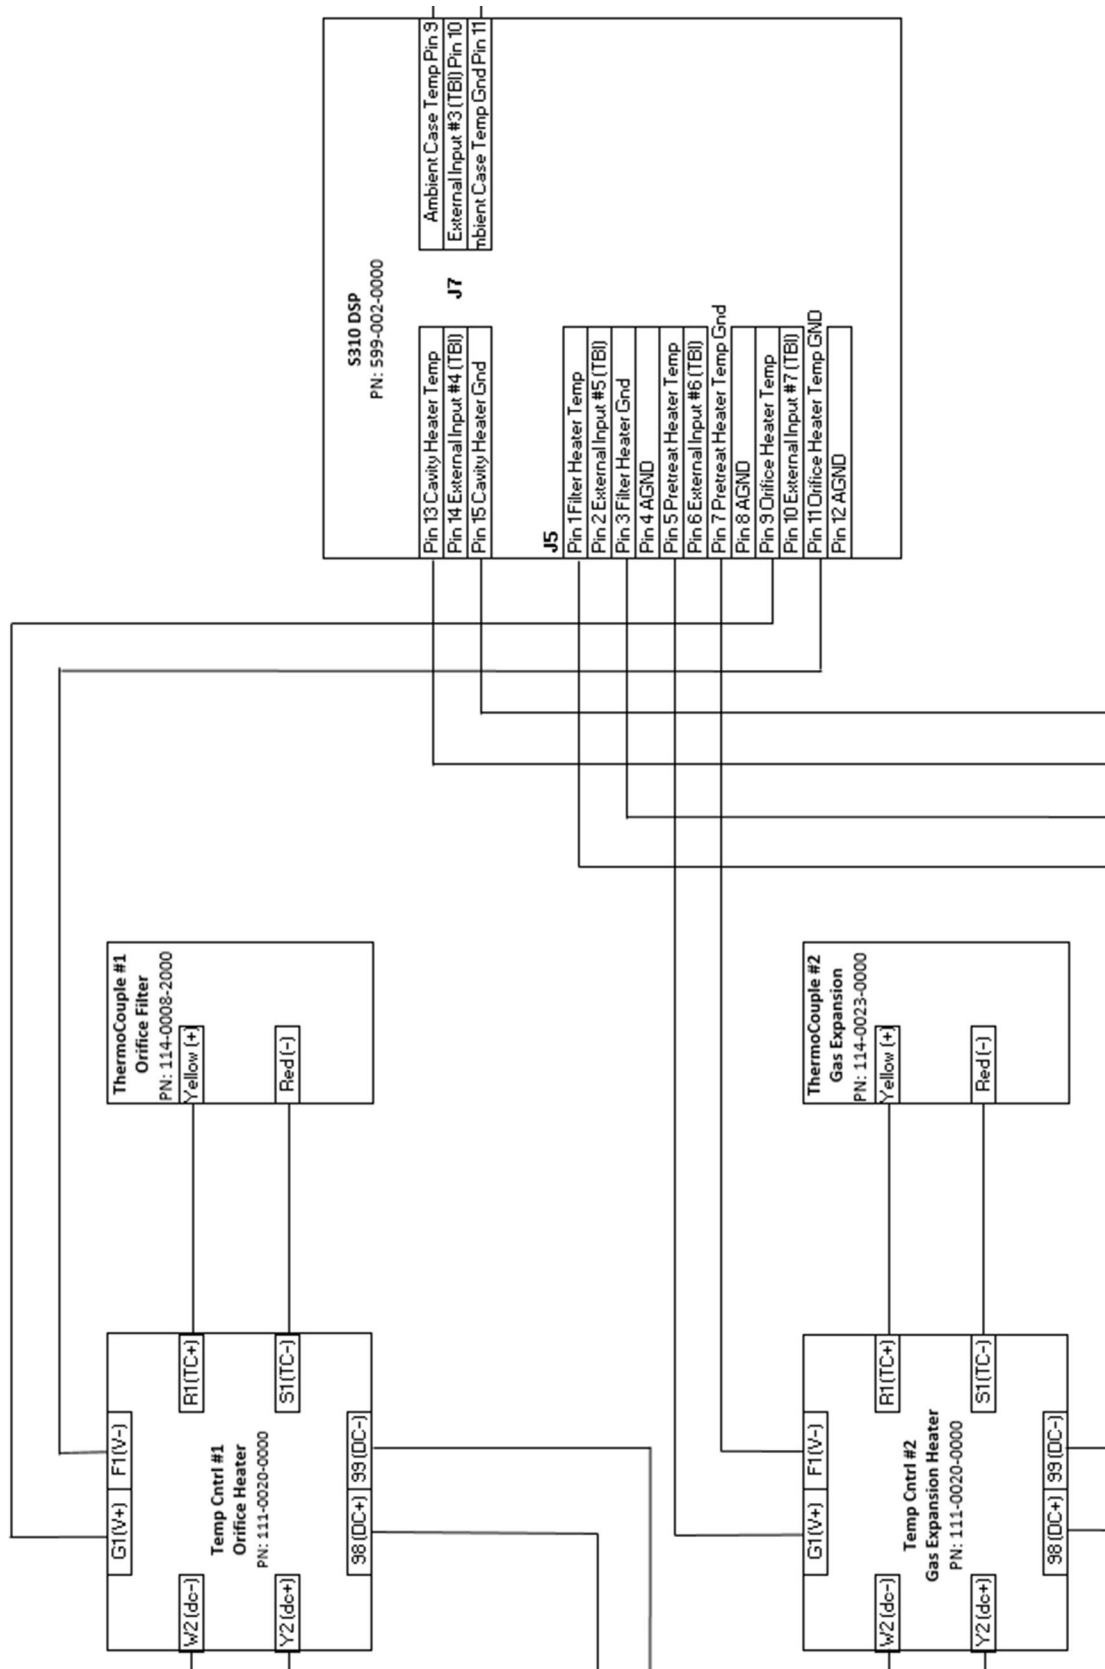 S310 DSP
PN: 599-002-0000
Ambient Case Temp Pin 9
External Input #3 (TBI) Pin 10
mbient Case Temp Gnd Pin 11
J7
Pin 13 Cavity Heater Temp
Pin 14 External Input #4 (TBI)
Pin 15 Cavity Heater Gnd
J5
Pin 1 Filter Heater Temp
Pin 2 External Input #5 (TBI)
Pin 3 Filter Heater Gnd
Pin 4 AGND
Pin 5 Pretreat Heater Temp
Pin 6 External Input #6 (TBI)
Pin 7 Pretreat Heater Temp Gnd
Pin 8 AGND
Pin 9 Orifice Heater Temp
Pin 10 External Input #7 (TBI)
Pin 11 Orifice Heater Temp GND
Pin 12 AGND
ThermoCouple #1
Orifice Filter
PN: 114-0008-2000
Yellow (+)
Red (-)
ThermoCouple #2
Gas Expansion
PN: 114-0023-0000
Yellow (+)
Red (-)
G1(V+)
F1(V-)
R1(TC+)
S1(TC-)
Temp Cntrl #1
Orifice Heater
PN: 111-0020-0000
W2 (dc-)
Y2 (dc+)
98 (DC+)
99 (DC-)
G1(V+)
F1(V-)
R1(TC+)
S1(TC-)
Temp Cntrl #2
Gas Expansion Heater
PN: 111-0020-0000
W2 (dc-)
Y2 (dc+)
98 (DC+)
99 (DC-)